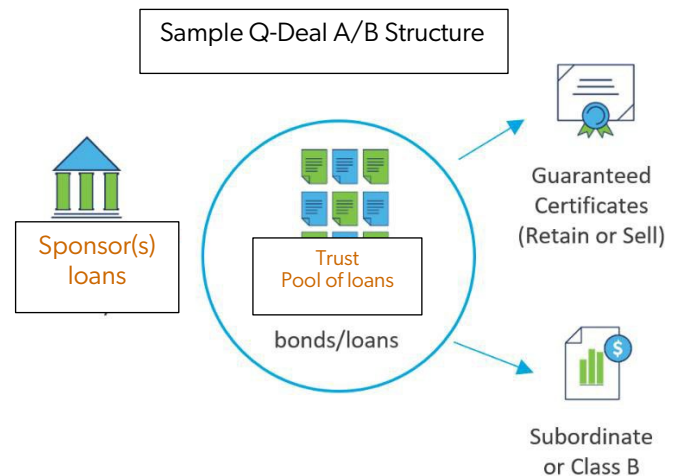 Sample Q-Deal A/B Structure
Sponsor(s)
loans
Trust
Pool of loans
bonds/loans
Guaranteed
Certificates
(Retain or Sell)
$
Subordinate
or Class B